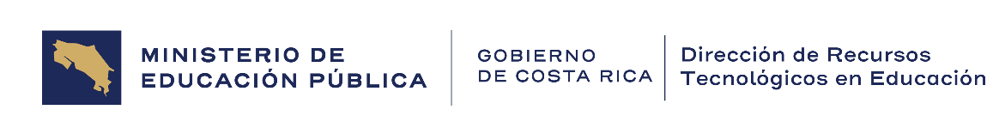 MINISTERIO DE
EDUCACIÓN PÚBLICA
GOBIERNO
DE COSTA RICA
Dirección de Recursos
Tecnológicos en Educación